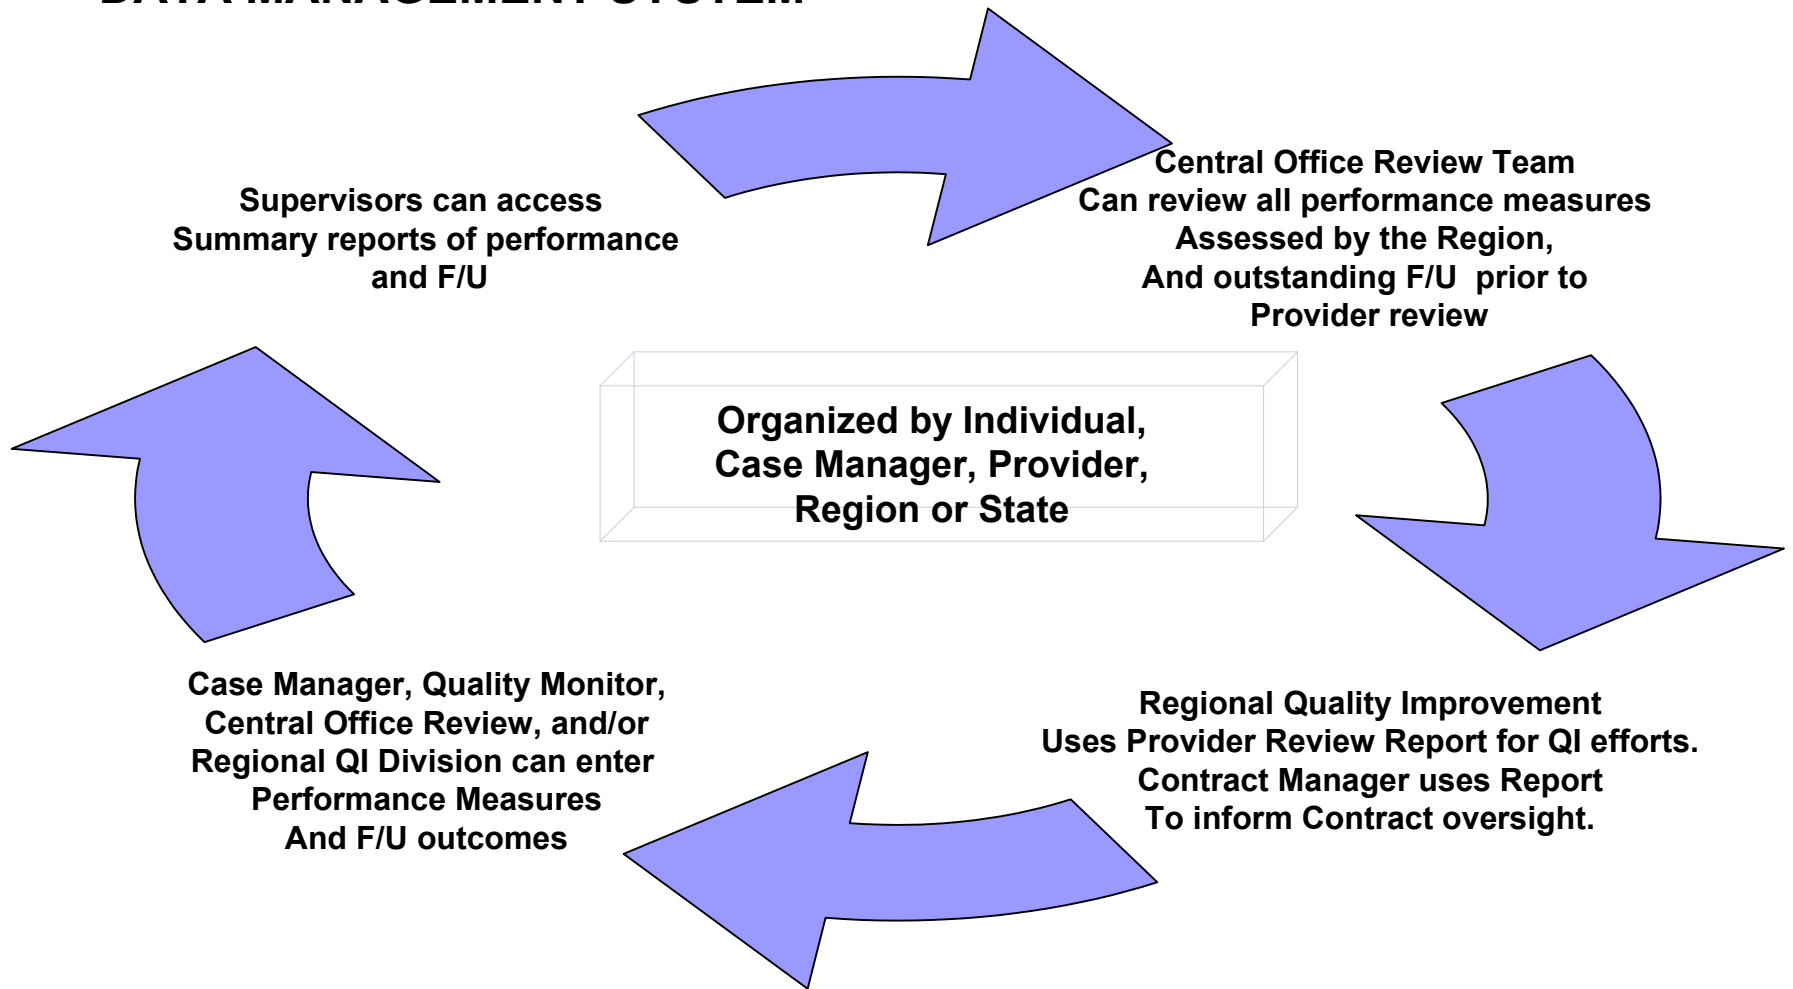 DATA MANAGEMENT SYSTEM
Supervisors can access
Summary reports of performance
and F/U
Central Office Review Team
Can review all performance measures
Assessed by the Region,
And outstanding F/U prior to
Provider review
Organized by Individual,
Case Manager, Provider,
Region or State
Case Manager, Quality Monitor,
Central Office Review, and/or
Regional QI Division can enter
Performance Measures
And F/U outcomes
Regional Quality Improvement
Uses Provider Review Report for QI efforts.
Contract Manager uses Report
To inform Contract oversight.